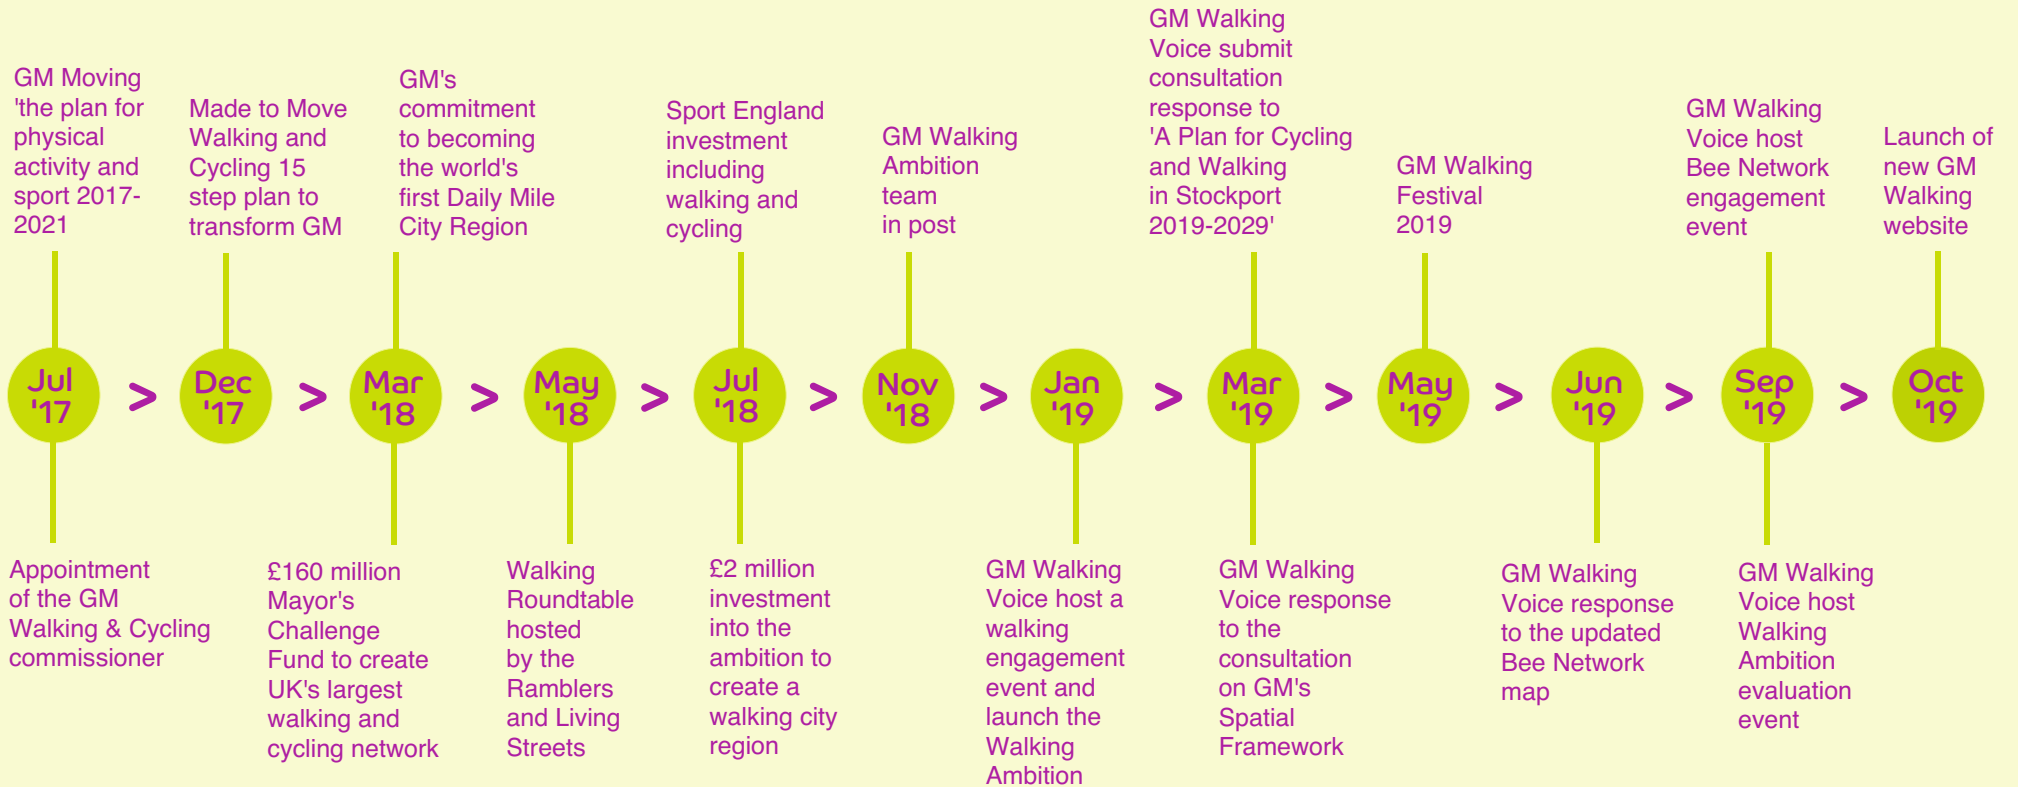 GM Moving
'the plan for
physical
activity and
sport 2017-
2021
Made to Move
Walking and
Cycling 15
step plan to
transform GM
GM's
commitment
to becoming
the world's
first Daily Mile
City Region
Sport England
investment
including
walking and
cycling
GM Walking
Ambition
team
in post
GM Walking
Voice submit
consultation
response to
'A Plan for Cycling
and Walking
in Stockport
2019-2029'
GM Walking
Festival
2019
GM Walking
Voice host
Bee Network
engagement
event
Launch of
new GM
Walking
website
Jul
'17
>
Dec
'17
>
Mar
'18
>
May
'18
>
Jul
'18
>
Nov
'18
>
Jan
'19
>
Mar
'19
>
May
'19
>
Jun
'19
>
Sep
'19
>
Oct
'19
Appointment
of the GM
Walking & Cycling
commissioner
£160 million
Mayor's
Challenge
Fund to create
UK's largest
walking and
cycling network
Walking
Roundtable
hosted
by the
Ramblers
and Living
Streets
£2 million
investment
into the
ambition to
create a
walking city
region
GM Walking
Voice host a
walking
engagement
event and
launch the
Walking
Ambition
GM Walking
Voice response
to the
consultation
on GM's
Spatial
Framework
GM Walking
Voice response
to the updated
Bee Network
map
GM Walking
Voice host
Walking
Ambition
evaluation
event